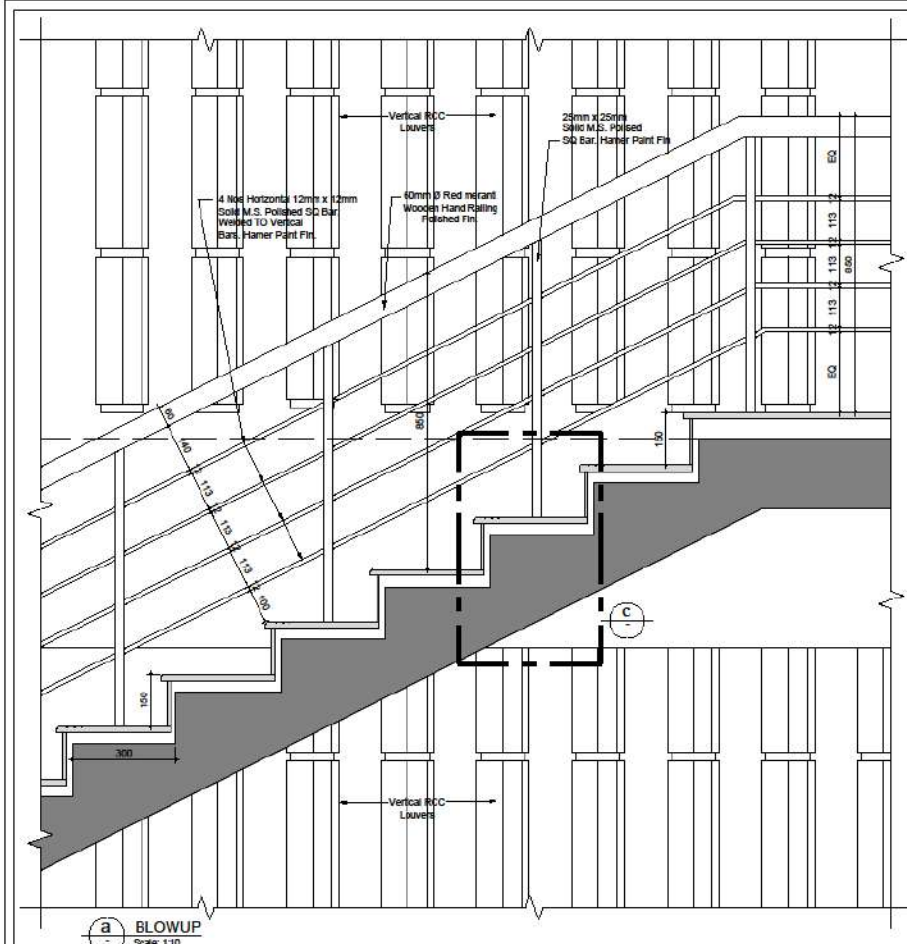 Vertical RCC
Louvers
25mm x 25mm
Solid M.S. Polised
SQ Bar. Hamer Paint Fin
4 Nos Horizontal 12mm x 12mm
Solid M.S. Polished SQ Bar.
Welded TO Vertical
Bars. Hamer Paint Fin.
60mm Ø Red meranti
Wooden Hand Railing
Polished Fin.
EQ
12
113
12
113
12
113
12
EQ
850
60
140
12
113
12
113
12
113
12
100
850
150
150
300
C
-
Vertical RCC
Louvers
a
-
BLOWUP
Scale: 1:10